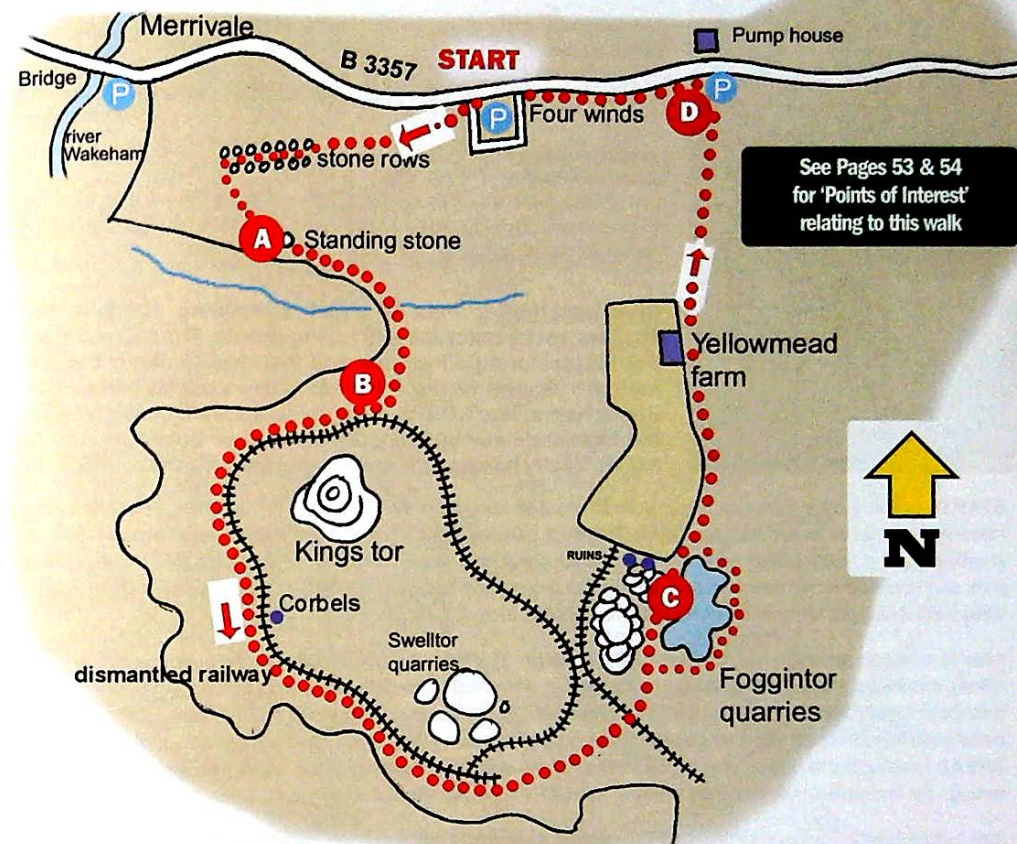 Merrivale
B 3357
START
Pump house
Bridge
P
P
Four winds
P
D
river
Wakeham
stone rows
See Pages 53 & 54
for 'Points of Interest'
relating to this walk
A
Standing stone
Yellowmead
farm
B
N
Kings tor
RUINS
C
Corbels
Swelltor
quarries
dismantled railway
Foggintor
quarries